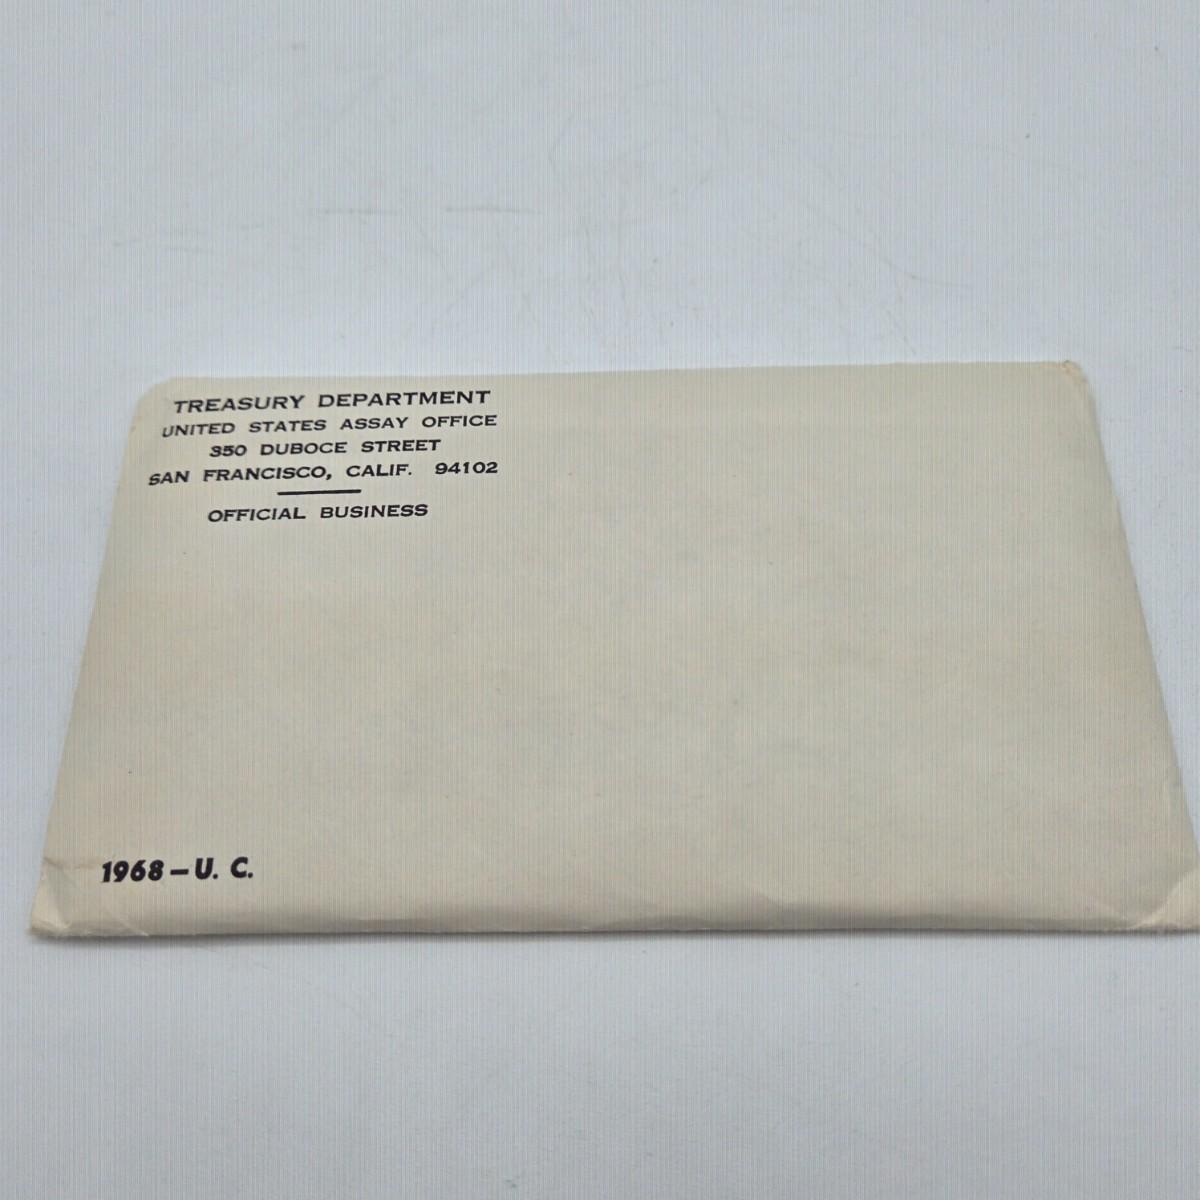 TREASURY DEPARTMENT
UNITED STATES ASSAY OFFICE
350 DUBOCE STREET
SAN FRANCISCO, CALIF. 94102
OFFICIAL BUSINESS
1968 – U. C.